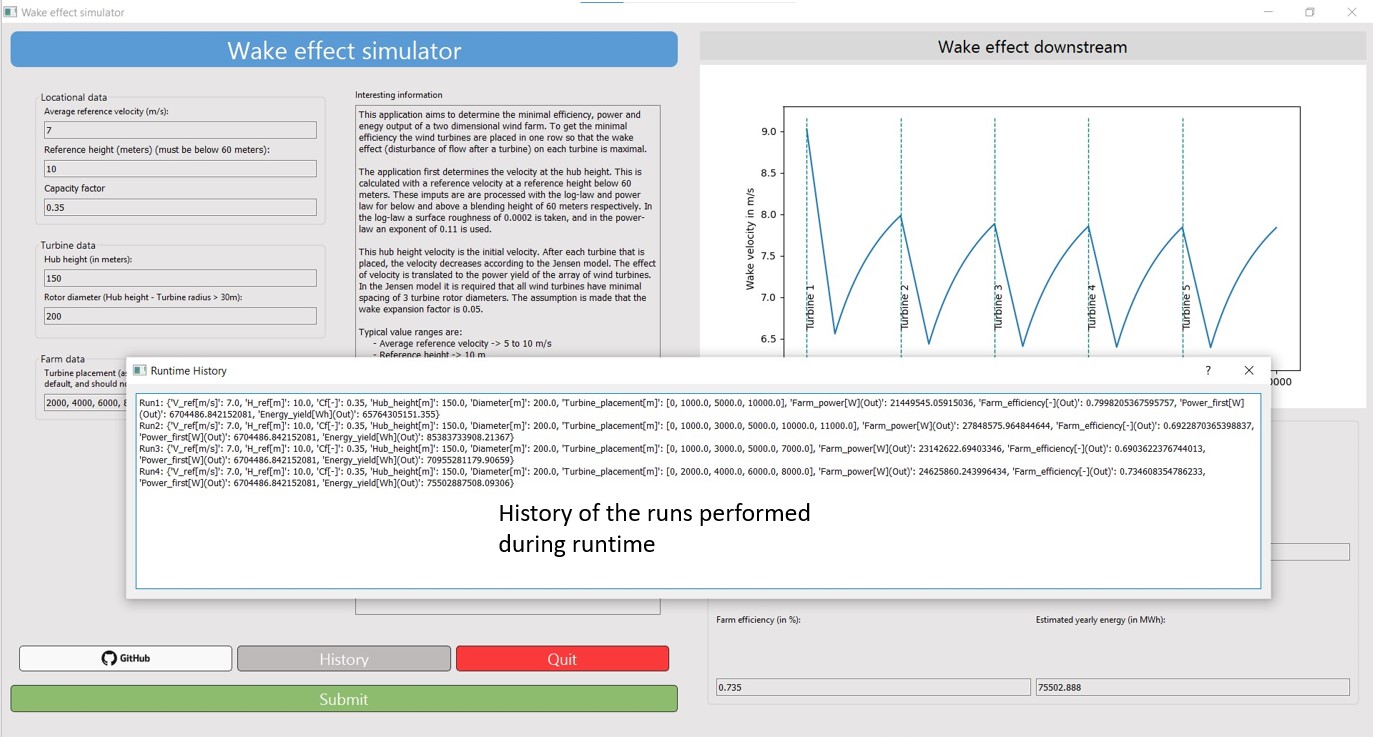 Wake effect simulator
Wake effect simulator
Locational data
Average reference velocity (m/s):
7
Reference height (meters) (must be below 60 meters):
10
Capacity factor
0.35
Turbine data
Hub height (in meters):
150
Rotor diameter (Hub height - Turbine radius > 30m):
200
Farm data
Turbine placement (as
default, and should no
2000, 4000, 6000, 8
Interesting information
This application aims to determine the minimal efficiency, power and
enegy output of a two dimensional wind farm. To get the minimal
efficiency the wind turbines are placed in one row so that the wake
effect (disturbance of flow after a turbine) on each turbine is maximal.
The application first determines the velocity at the hub height. This is
calculated with a reference velocity at a reference height below 60
meters. These imputs are are processed with the log-law and power
law for below and above a blending height of 60 meters respectively. In
the log-law a surface roughness of 0.0002 is taken, and in the power-
law an exponent of 0.11 is used.
This hub height velocity is the initial velocity. After each turbine that is
placed, the velocity decreases according to the Jensen model. The effect
of velocity is translated to the power yield of the array of wind turbines.
In the Jensen model it is required that all wind turbines have minimal
spacing of 3 turbine rotor diameters. The assumption is made that the
wake expansion factor is 0.05.
Typical value ranges are:
- Average reference velocity -> 5 to 10 m/s
- Reference height -> 10 m
Wake effect downstream
Wake velocity in m/s
9.0
8.5
8.0
7.5
7.0
6.5
Turbine 1
Turbine 2
Turbine 3
Turbine 4
Turbine 5
0000
Runtime History
?
Run1: {'V_ref[m/s]': 7.0, 'H_ref[m]': 10.0, 'Cf[-]': 0.35, 'Hub_height[m]': 150.0, 'Diameter[m]': 200.0, 'Turbine_placement[m]': [0, 1000.0, 5000.0, 10000.0], 'Farm_power[W](Out)': 21449545.05915036, 'Farm_efficiency[-](Out)': 0.7998205367595757, 'Power_first[W]
(Out)': 6704486.842152081, 'Energy_yield[Wh](Out)': 65764305151.355}
Run2: {'V_ref[m/s]': 7.0, 'H_ref[m]': 10.0, 'Cf[-]': 0.35, 'Hub_height[m]': 150.0, 'Diameter[m]': 200.0, 'Turbine_placement[m]': [0, 1000.0, 3000.0, 5000.0, 10000.0, 11000.0], 'Farm_power[W](Out)': 27848575.964844644, 'Farm_efficiency[-](Out)': 0.6922870365398837,
'Power_first[W](Out)': 6704486.842152081, 'Energy_yield[Wh](Out)': 85383733908.21367}
Run3: {'V_ref[m/s]': 7.0, 'H_ref[m]': 10.0, 'Cf[-]': 0.35, 'Hub_height[m]': 150.0, 'Diameter[m]': 200.0, 'Turbine_placement[m]': [0, 1000.0, 3000.0, 5000.0, 7000.0], 'Farm_power[W](Out)': 23142622.69403346, 'Farm_efficiency[-](Out)': 0.6903622376744013,
'Power_first[W](Out)': 6704486.842152081, 'Energy_yield[Wh](Out)': 70955281179.90659}
Run4: {'V_ref[m/s]': 7.0, 'H_ref[m]': 10.0, 'Cf[-]': 0.35, 'Hub_height[m]': 150.0, 'Diameter[m]': 200.0, 'Turbine_placement[m]': [0, 2000.0, 4000.0, 6000.0, 8000.0], 'Farm_power[W](Out)': 24625860.243996434, 'Farm_efficiency[-](Out)': 0.734608354786233,
'Power_first[W](Out)': 6704486.842152081, 'Energy_yield[Wh](Out)': 75502887508.09306}
History of the runs performed
during runtime
Farm efficiency (in %):
0.735
Estimated yearly energy (in MWh):
75502.888
GitHub
History
Quit
Submit